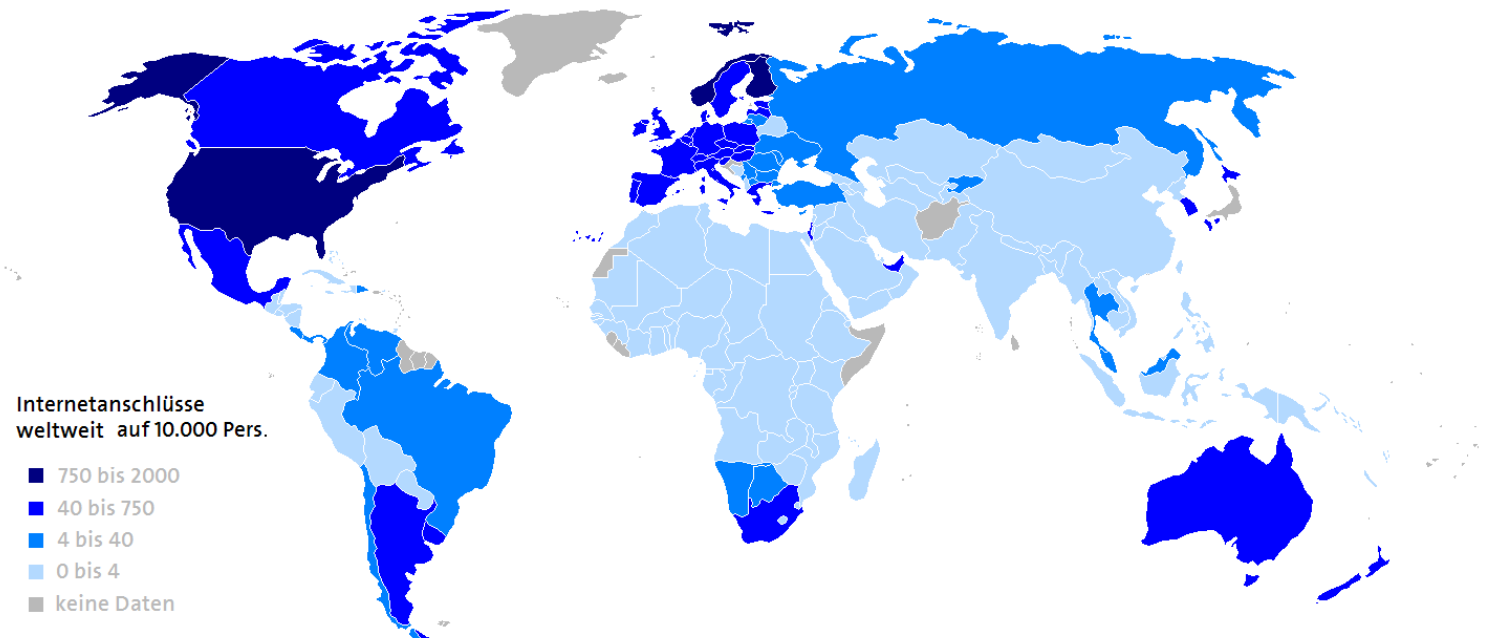 Internetanschlüsse
weltweit auf 10.000 Pers.
750 bis 2000
40 bis 750
4 bis 40
0 bis 4
keine Daten